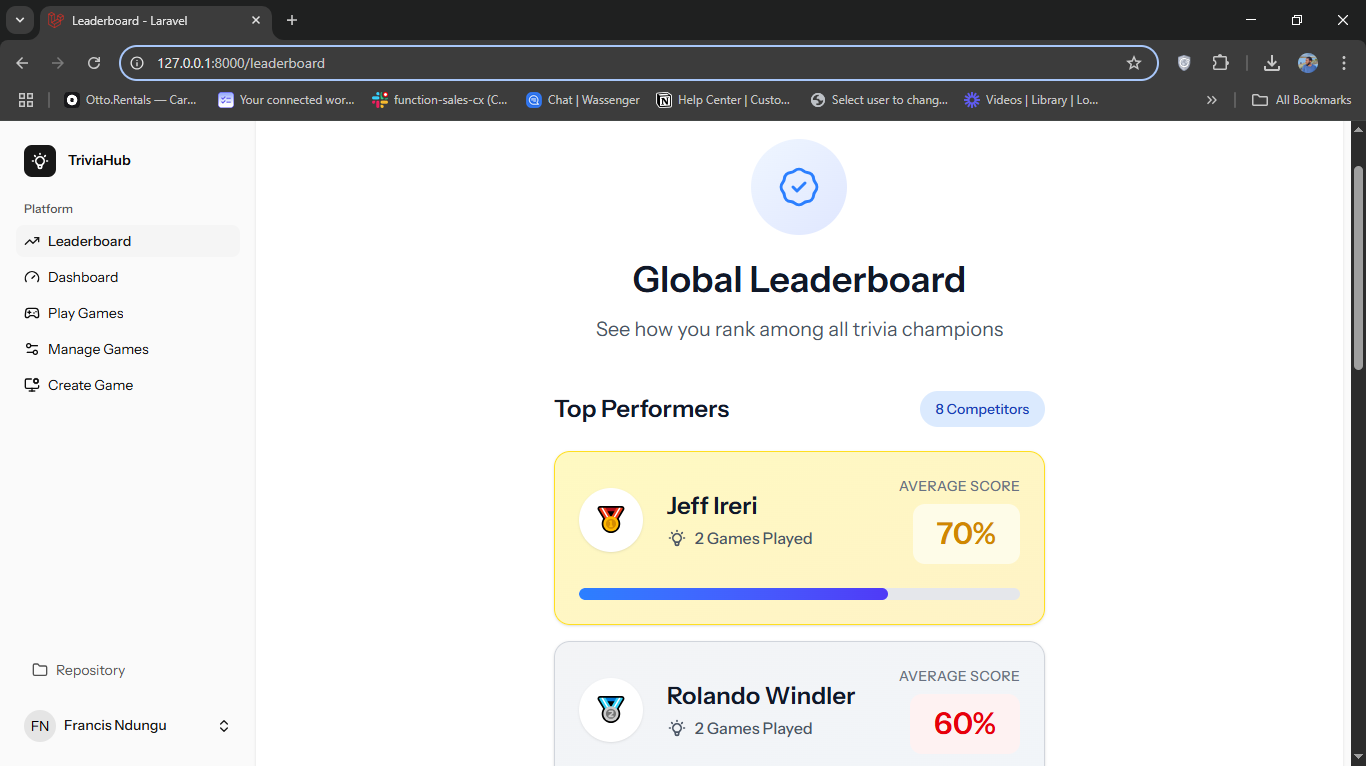 Leaderboard - Laravel
127.0.0.1:8000/leaderboard
Otto.Rentals — Car...
Your connected wor...
function-sales-cx (C...
Chat | Wassenger
Help Center | Custo...
Select user to chang...
Videos | Library | Lo...
All Bookmarks
TriviaHub
Platform
Leaderboard
Dashboard
Play Games
Manage Games
Create Game
Repository
FN Francis Ndungu
Global Leaderboard
See how you rank among all trivia champions
Top Performers
8 Competitors
Jeff Ireri
2 Games Played
AVERAGE SCORE
70%
Rolando Windler
2 Games Played
AVERAGE SCORE
60%